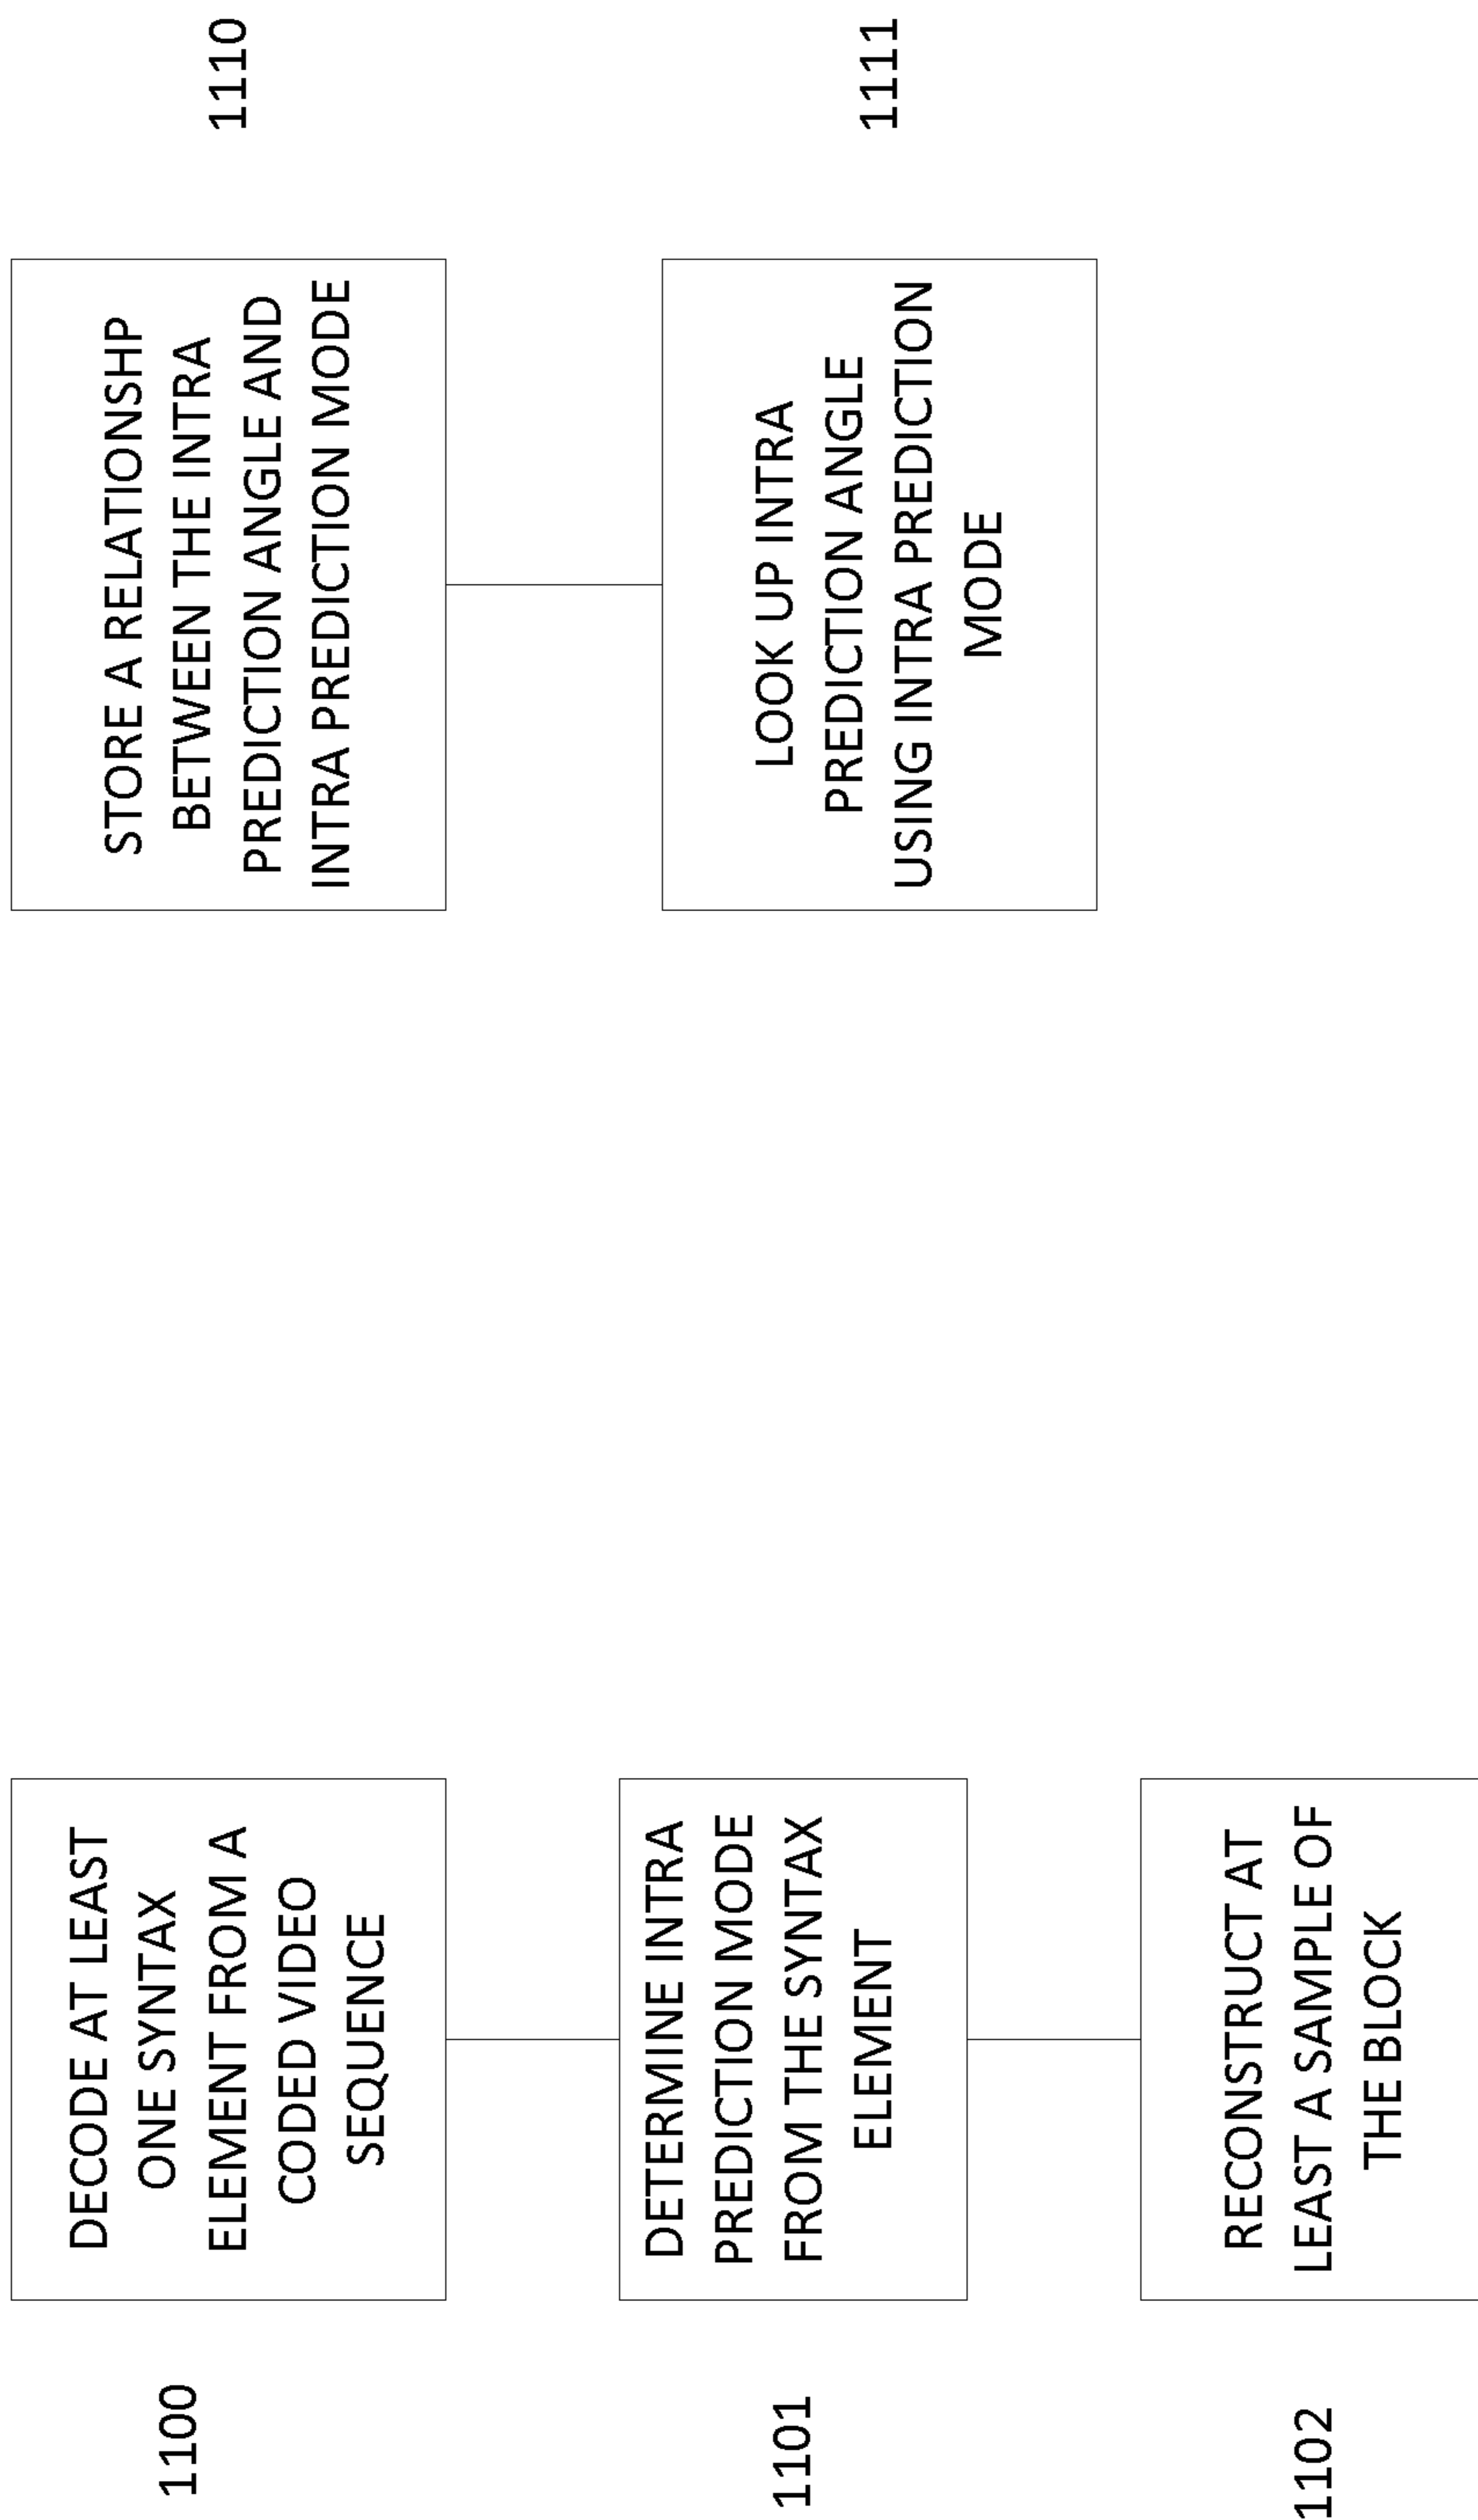 1100
DECODE AT LEAST
ONE SYNTAX
ELEMENT FROM A
CODED VIDEO
SEQUENCE
1101
DETERMINE INTRA
PREDICTION MODE
FROM THE SYNTAX
ELEMENT
1102
RECONSTRUCT AT
LEAST A SAMPLE OF
THE BLOCK
STORE A RELATIONSHP
BETWEEN THE INTRA
PREDICTION ANGLE AND
INTRA PREDICTION MODE
1110
LOOK UP INTRA
PREDICTION ANGLE
USING INTRA PREDICTION
MODE
1111